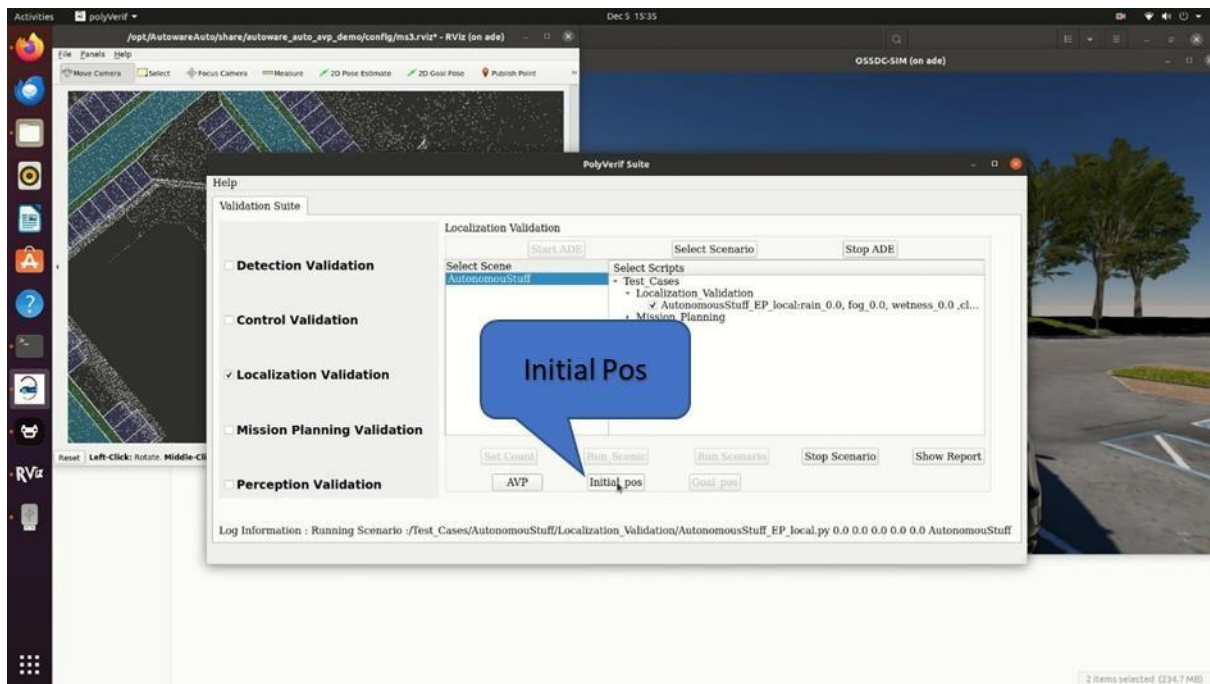 Activities
polyVerif
Dec 5 15:35
/opt/AutowareAuto/share/autoware_auto_avp_demo/config/ms3.rviz* - RViz (on ade)
File Panels Help
Move Camera Select Focus Camera Measure 2D Pose Estimate 2D Goal Pose Publish Point
OSSDC-SIM (on ade)
PolyVerif Suite
Help
Validation Suite
Localization Validation
Start ADE Select Scenario Stop ADE
Detection Validation
Control Validation
Localization Validation
Mission Planning Validation
Perception Validation
Select Scene
AutonomouStuff
Select Scripts
Test_Cases
Localization_Validation
AutonomousStuff_EP_local:rain_0.0, fog_0.0, wetness_0.0 ,cl...
Mission_Planning
Initial Pos
Set Count Run Scenic Run Scenario Stop Scenario Show Report
AVP Initial_pos Goal_pos
Reset Left-Click: Rotate. Middle-Cli
RViz
Log Information : Running Scenario :/Test_Cases/AutonomouStuff/Localization_Validation/AutonomousStuff_EP_local.py 0.0 0.0 0.0 0.0 0.0 AutonomouStuff
2 items selected (234.7 MB)